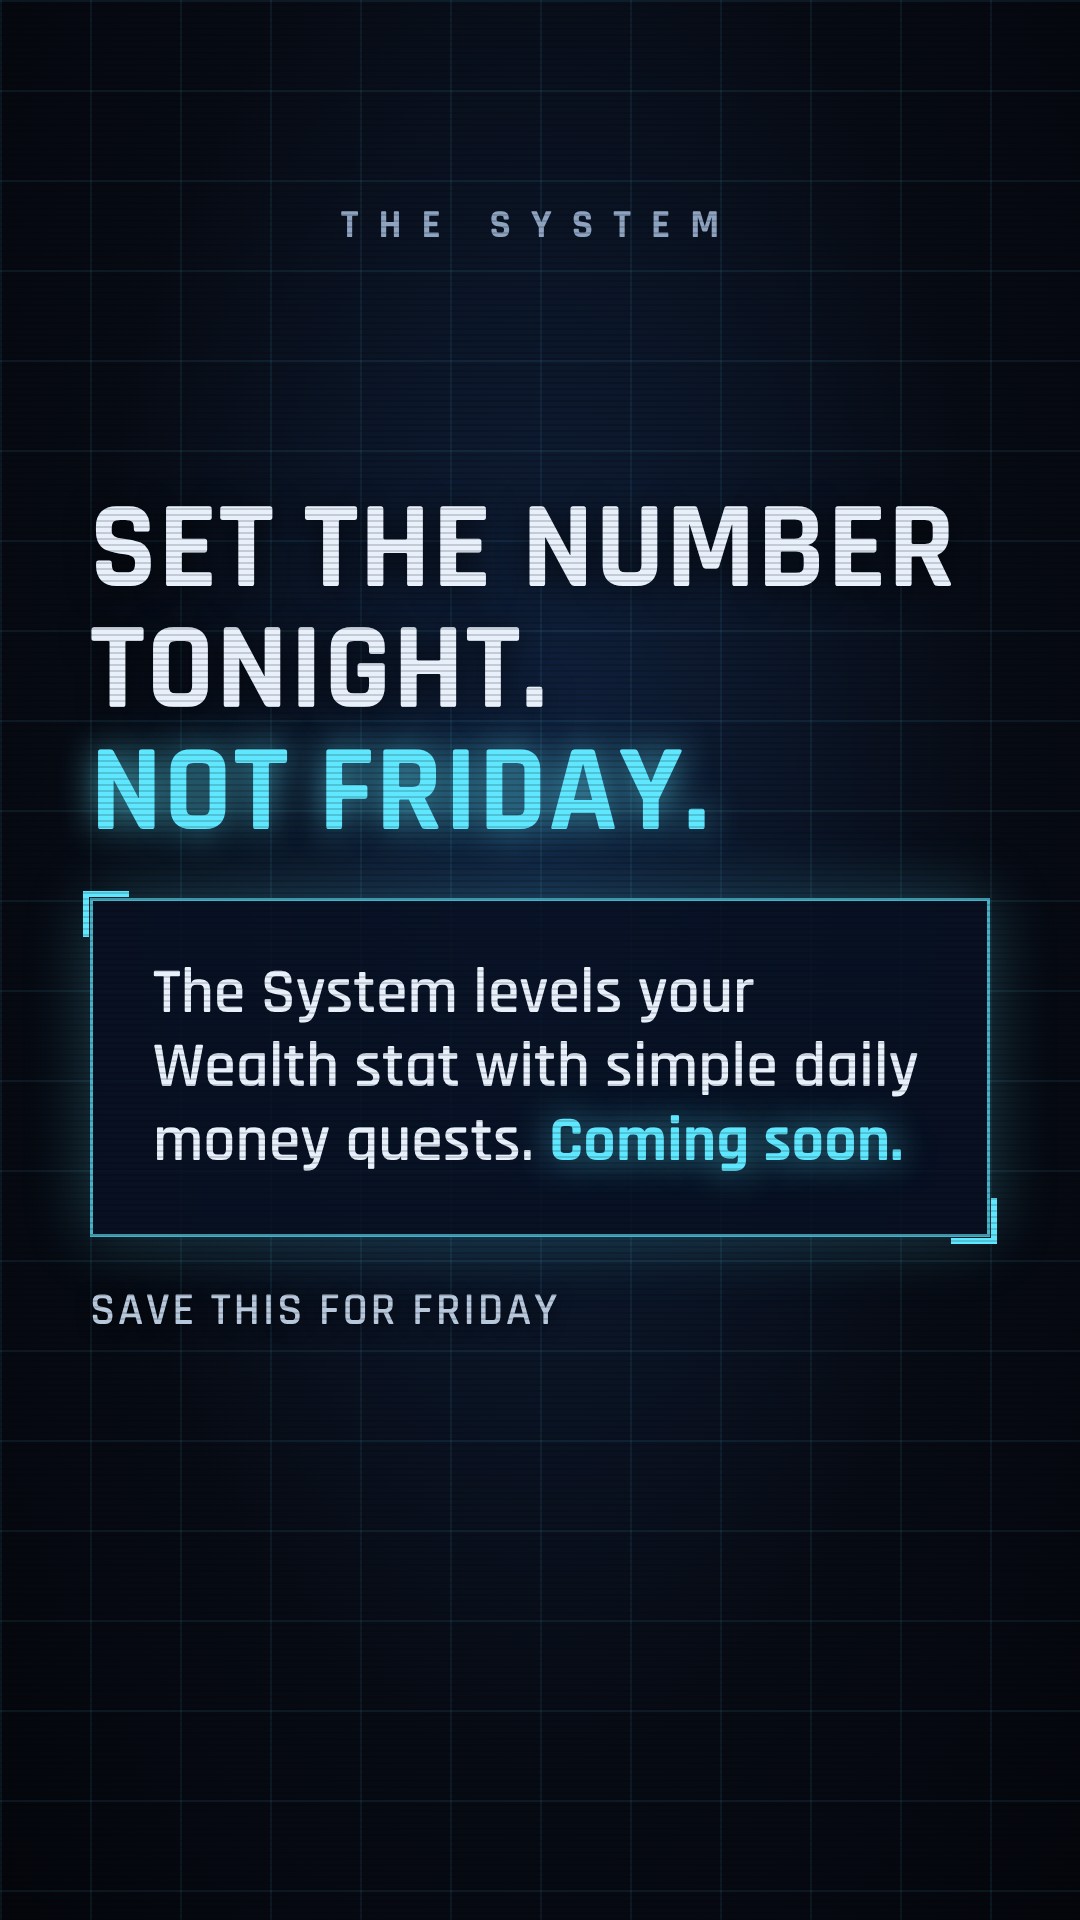 THE SYSTEM
SET THE NUMBER
TONIGHT.
NOT FRIDAY.
The System levels your
Wealth stat with simple daily
money quests. Coming soon.
SAVE THIS FOR FRIDAY